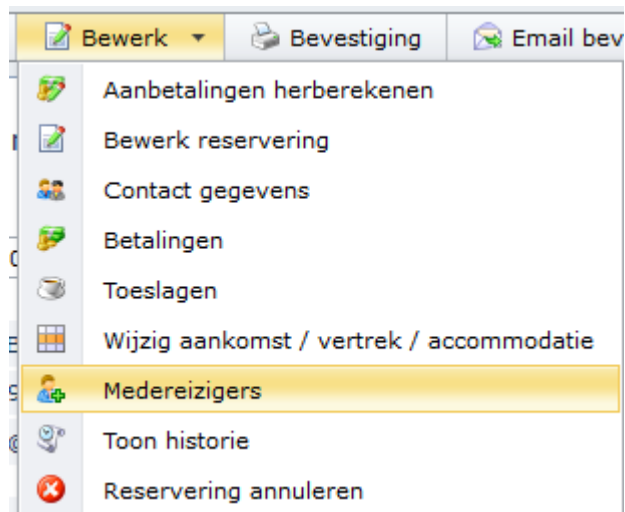 Bewerk Bevestiging Email bev
Aanbetalingen herberekenen
Bewerk reservering
Contact gegevens
Betalingen
Toeslagen
Wijzig aankomst / vertrek / accommodatie
Medereizigers
Toon historie
Reservering annuleren